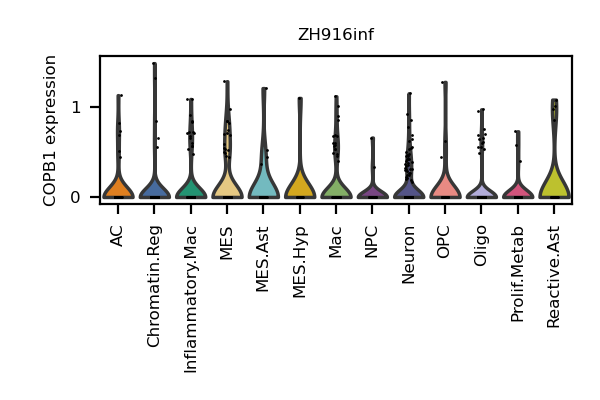 ZH916inf
COPB1 expression
1
0
AC
Chromatin.Reg
Inflammatory.Mac
MES
MES.Ast
MES.Hyp
Mac
NPC
Neuron
OPC
Oligo
Prolif.Metab
Reactive.Ast